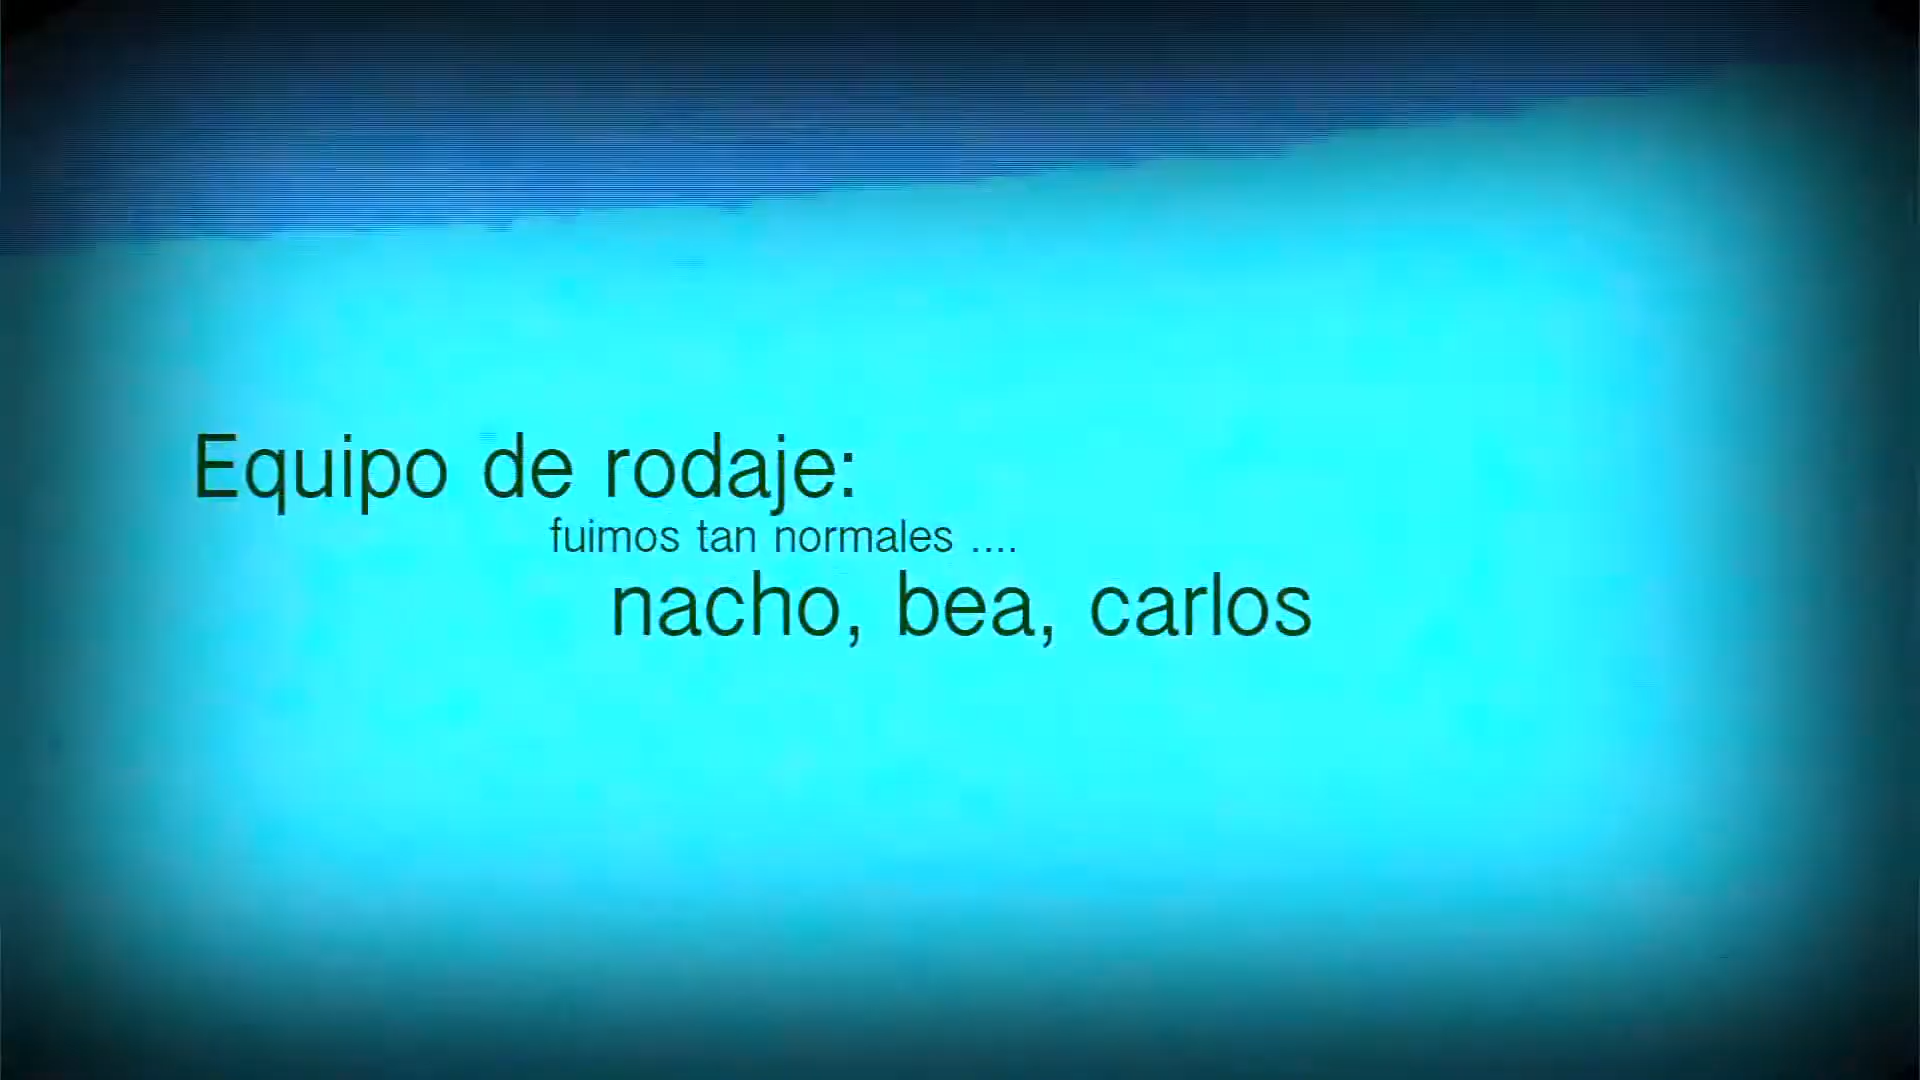 Equipo de rodaje:
fuimos tan normales ....
nacho, bea, carlos